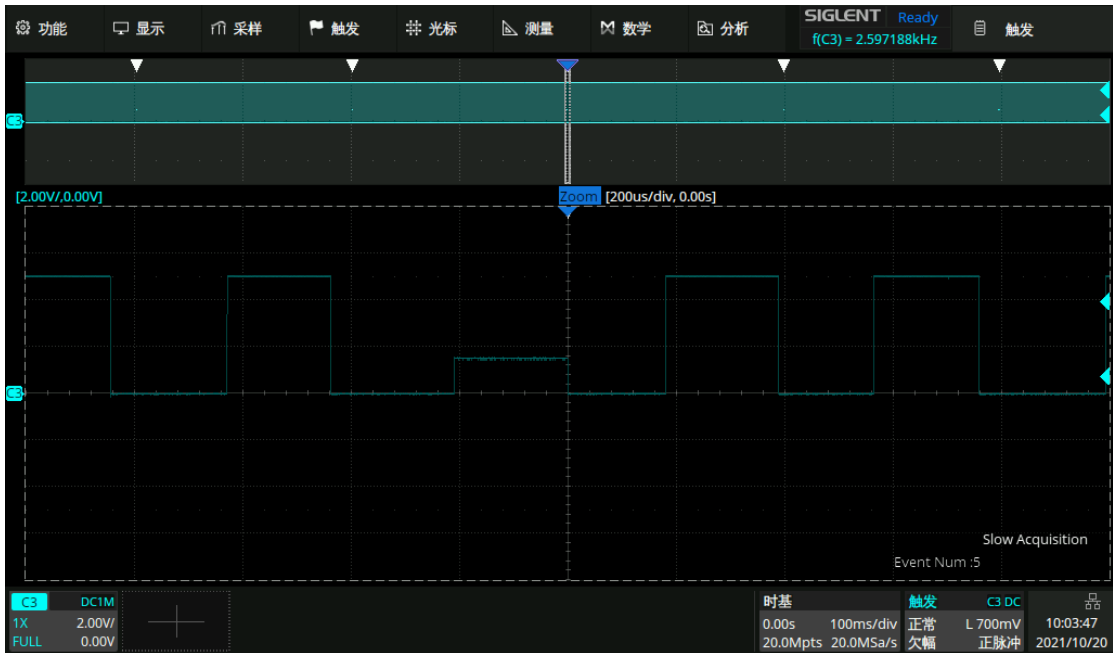 功能 显示 采样 触发 光标 测量 数学 分析 SIGLENT Ready 触发
f(C3) = 2.597188kHz
C3
[2.00V/,0.00V] Zoom [200us/div, 0.00s]
C3
Slow Acquisition
Event Num :5
C3 DC1M 时基 触发 C3 DC
1X 2.00V/ 0.00s 100ms/div 正常 L 700mV 10:03:47
FULL 0.00V 20.0Mpts 20.0MSa/s 欠幅 正脉冲 2021/10/20